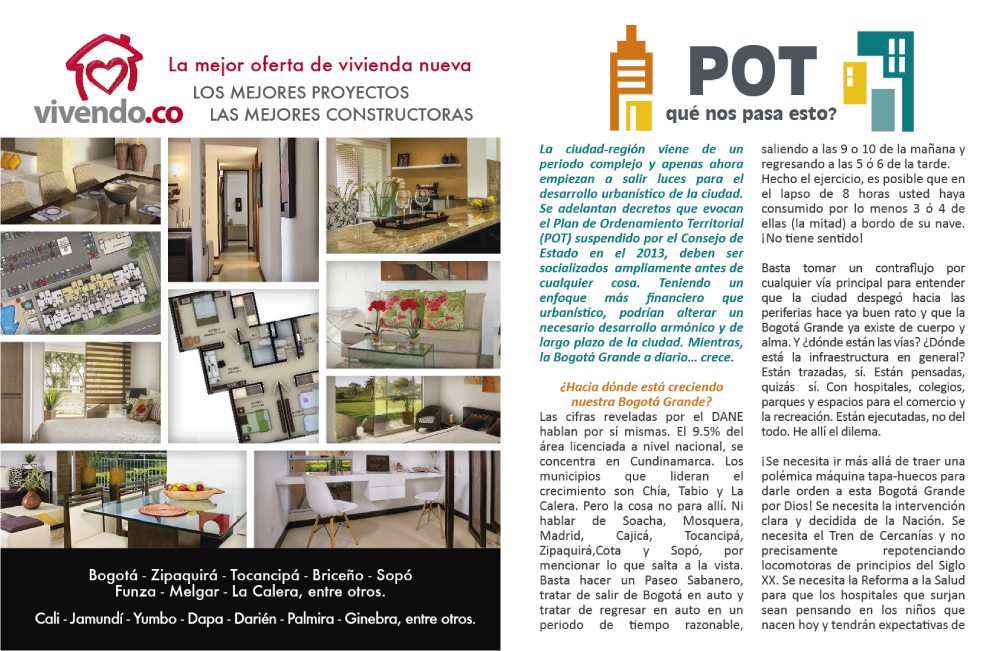 vivendo.co
La mejor oferta de vivienda nueva
LOS MEJORES PROYECTOS
LAS MEJORES CONSTRUCTORAS
Bogotá - Zipaquirá - Tocancipá - Briceño - Sopó
Funza - Melgar - La Calera, entre otros.
Cali - Jamundí - Yumbo - Dapa - Darién - Palmira - Ginebra, entre otros.
POT
qué nos pasa esto?
La ciudad-región viene de un
periodo complejo y apenas ahora
empiezan a salir luces para el
desarrollo urbanístico de la ciudad.
Se adelantan decretos que evocan
el Plan de Ordenamiento Territorial
(POT) suspendido por el Consejo de
Estado en el 2013, deben ser
socializados ampliamente antes de
cualquier cosa. Teniendo un
enfoque más financiero que
urbanístico, podrían alterar un
necesario desarrollo armónico y de
largo plazo de la ciudad. Mientras,
la Bogotá Grande a diario… crece.
¿Hacia dónde está creciendo
nuestra Bogotá Grande?
Las cifras reveladas por el DANE
hablan por sí mismas. El 9.5% del
área licenciada a nivel nacional, se
concentra en Cundinamarca. Los
municipios que lideran el
crecimiento son Chía, Tabio y La
Calera. Pero la cosa no para allí. Ni
hablar de Soacha, Mosquera,
Madrid, Cajicá, Tocancipá,
Zipaquirá,Cota y Sopó, por
mencionar lo que salta a la vista.
Basta hacer un Paseo Sabanero,
tratar de salir de Bogotá en auto y
tratar de regresar en auto en un
periodo de tiempo razonable,
saliendo a las 9 o 10 de la mañana y
regresando a las 5 ó 6 de la tarde.
Hecho el ejercicio, es posible que en
el lapso de 8 horas usted haya
consumido por lo menos 3 ó 4 de
ellas (la mitad) a bordo de su nave.
¡No tiene sentido!
Basta tomar un contraflujo por
cualquier vía principal para entender
que la ciudad despegó hacia las
periferias hace ya buen rato y que la
Bogotá Grande ya existe de cuerpo y
alma. Y ¿dónde están las vías? ¿Dónde
está la infraestructura en general?
Están trazadas, sí. Están pensadas,
quizás sí. Con hospitales, colegios,
parques y espacios para el comercio y
la recreación. Están ejecutadas, no del
todo. He allí el dilema.
¡Se necesita ir más allá de traer una
polémica máquina tapa-huecos para
darle orden a esta Bogotá Grande
por Dios! Se necesita la intervención
clara y decidida de la Nación. Se
necesita el Tren de Cercanías y no
precisamente repotenciando
locomotoras de principios del Siglo
XX. Se necesita la Reforma a la Salud
para que los hospitales que surjan
sean pensando en los niños que
nacen hoy y tendrán expectativas de